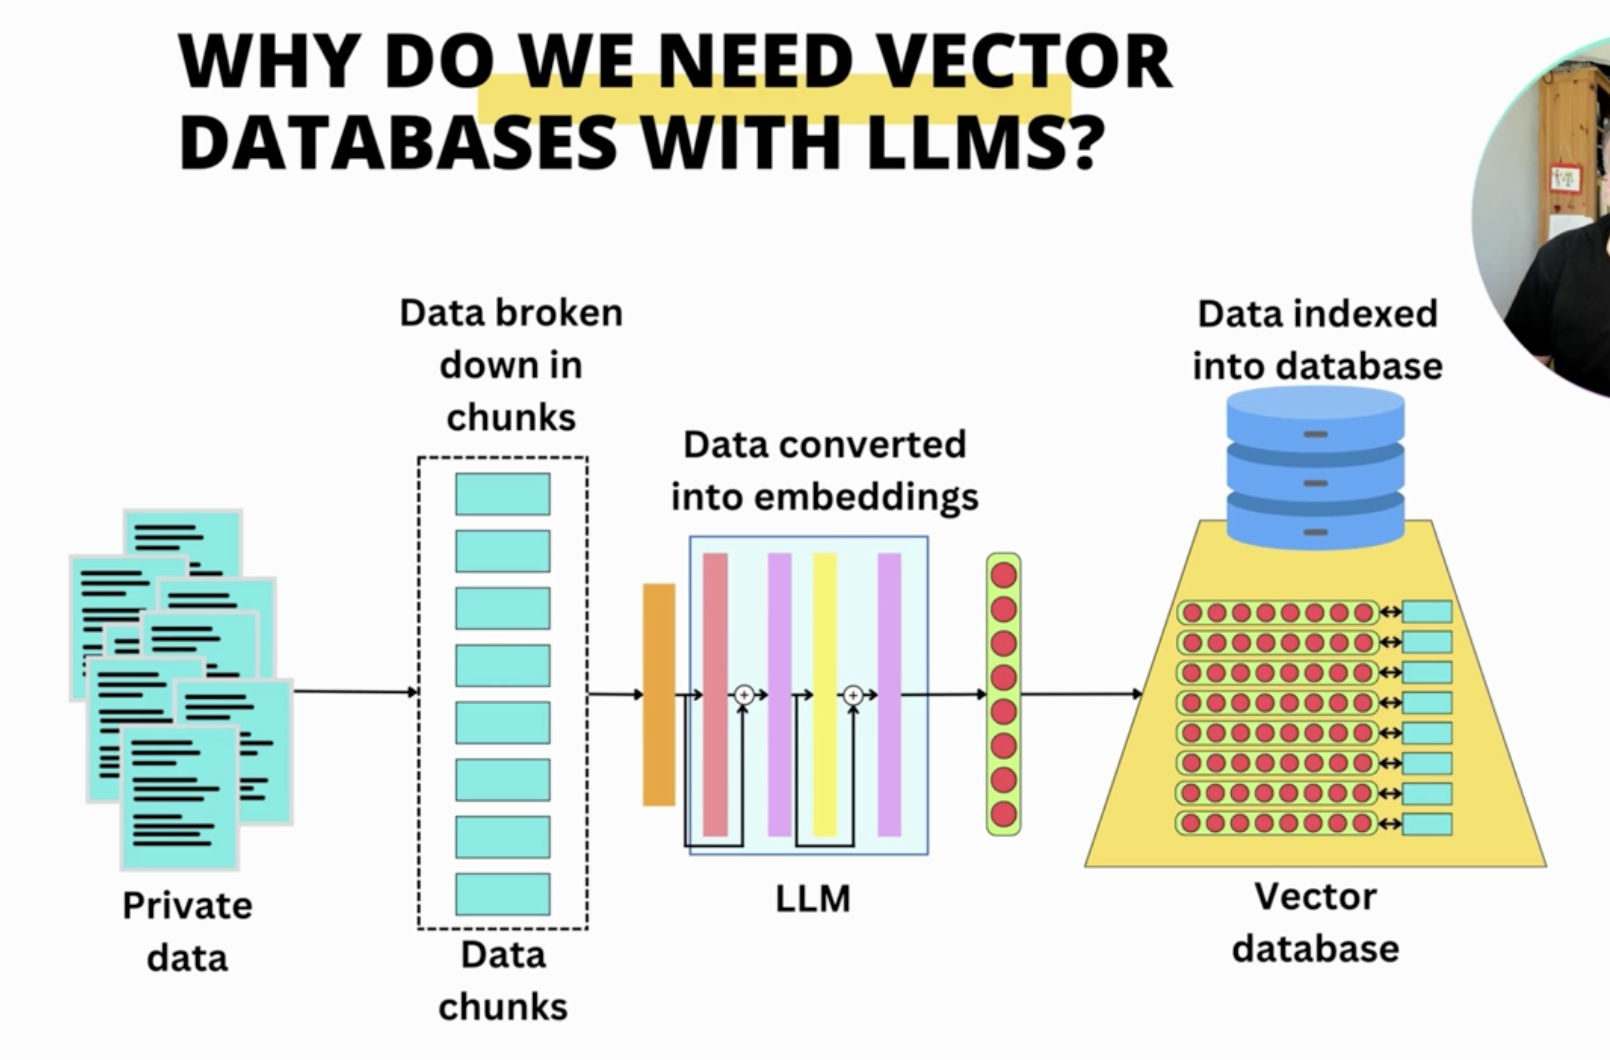 WHY DO WE NEED VECTOR
DATABASES WITH LLMS?
Data broken
down in
chunks
Data converted
into embeddings
Data indexed
into database
Private
data
Data
chunks
LLM
Vector
database